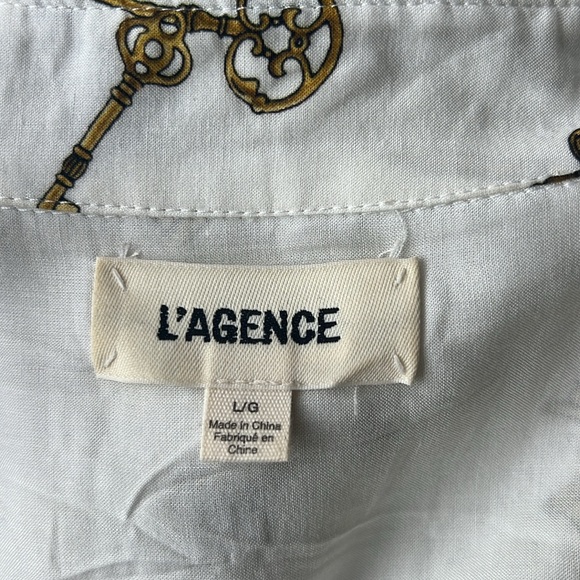 L'AGENCE
L/G
Made in China
Fabriqué en
Chine